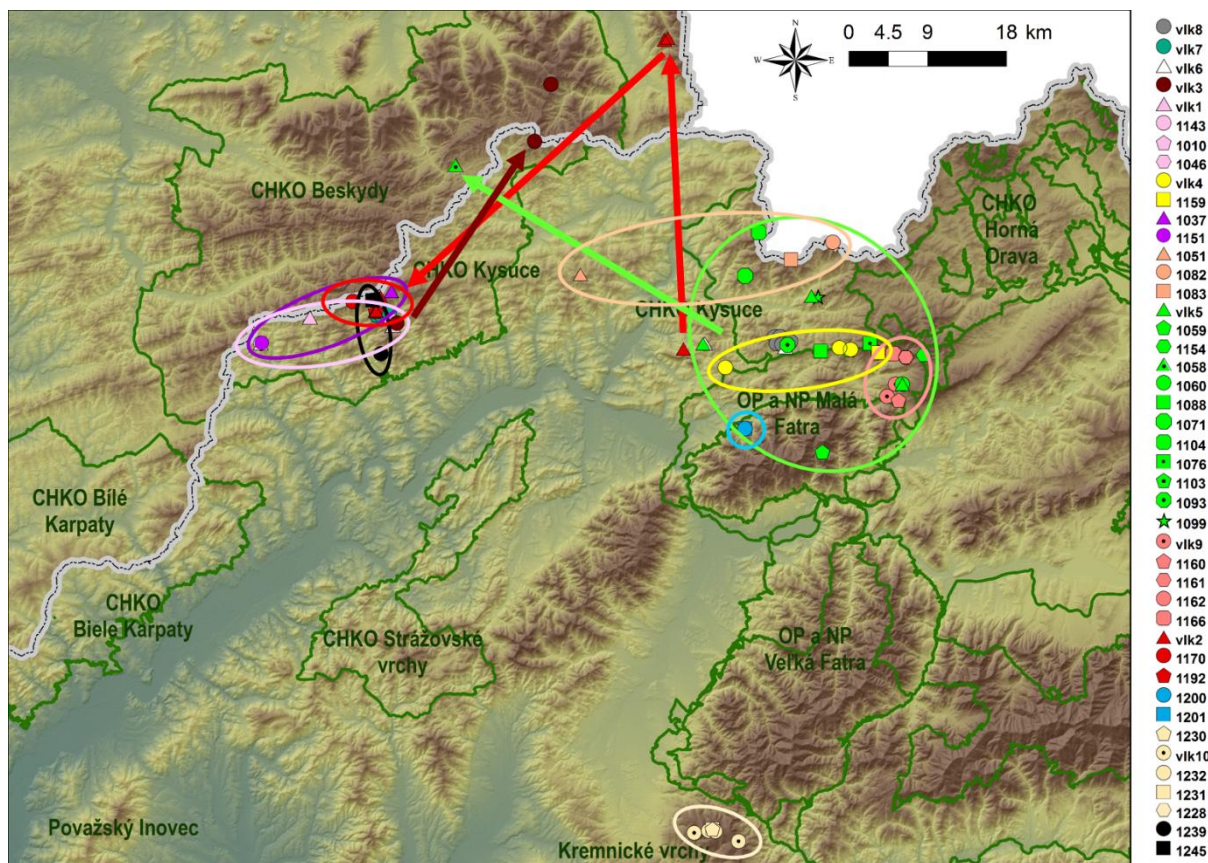 N
W
E
S
0 4.5 9 18 km
CHKO Beskydy
CHKO Kysuce
CHKO
Horná
Orava
CHKO Kysuce
OP a NP Malá
Fatra
CHKO Bílé
Karpaty
CHKO
Biele Karpaty
CHKO Strážovské
vrchy
OP a NP
Veľká Fatra
Považský Inovec
Kremnické vrchy
vlk8
vlk7
vlk6
vlk3
vlk1
1143
1010
1046
vlk4
1159
1037
1151
1051
1082
1083
vlk5
1059
1154
1058
1060
1088
1071
1104
1076
1103
1093
1099
vlk9
1160
1161
1162
1166
vlk2
1170
1192
1200
1201
1230
vlk10
1232
1231
1228
1239
1245